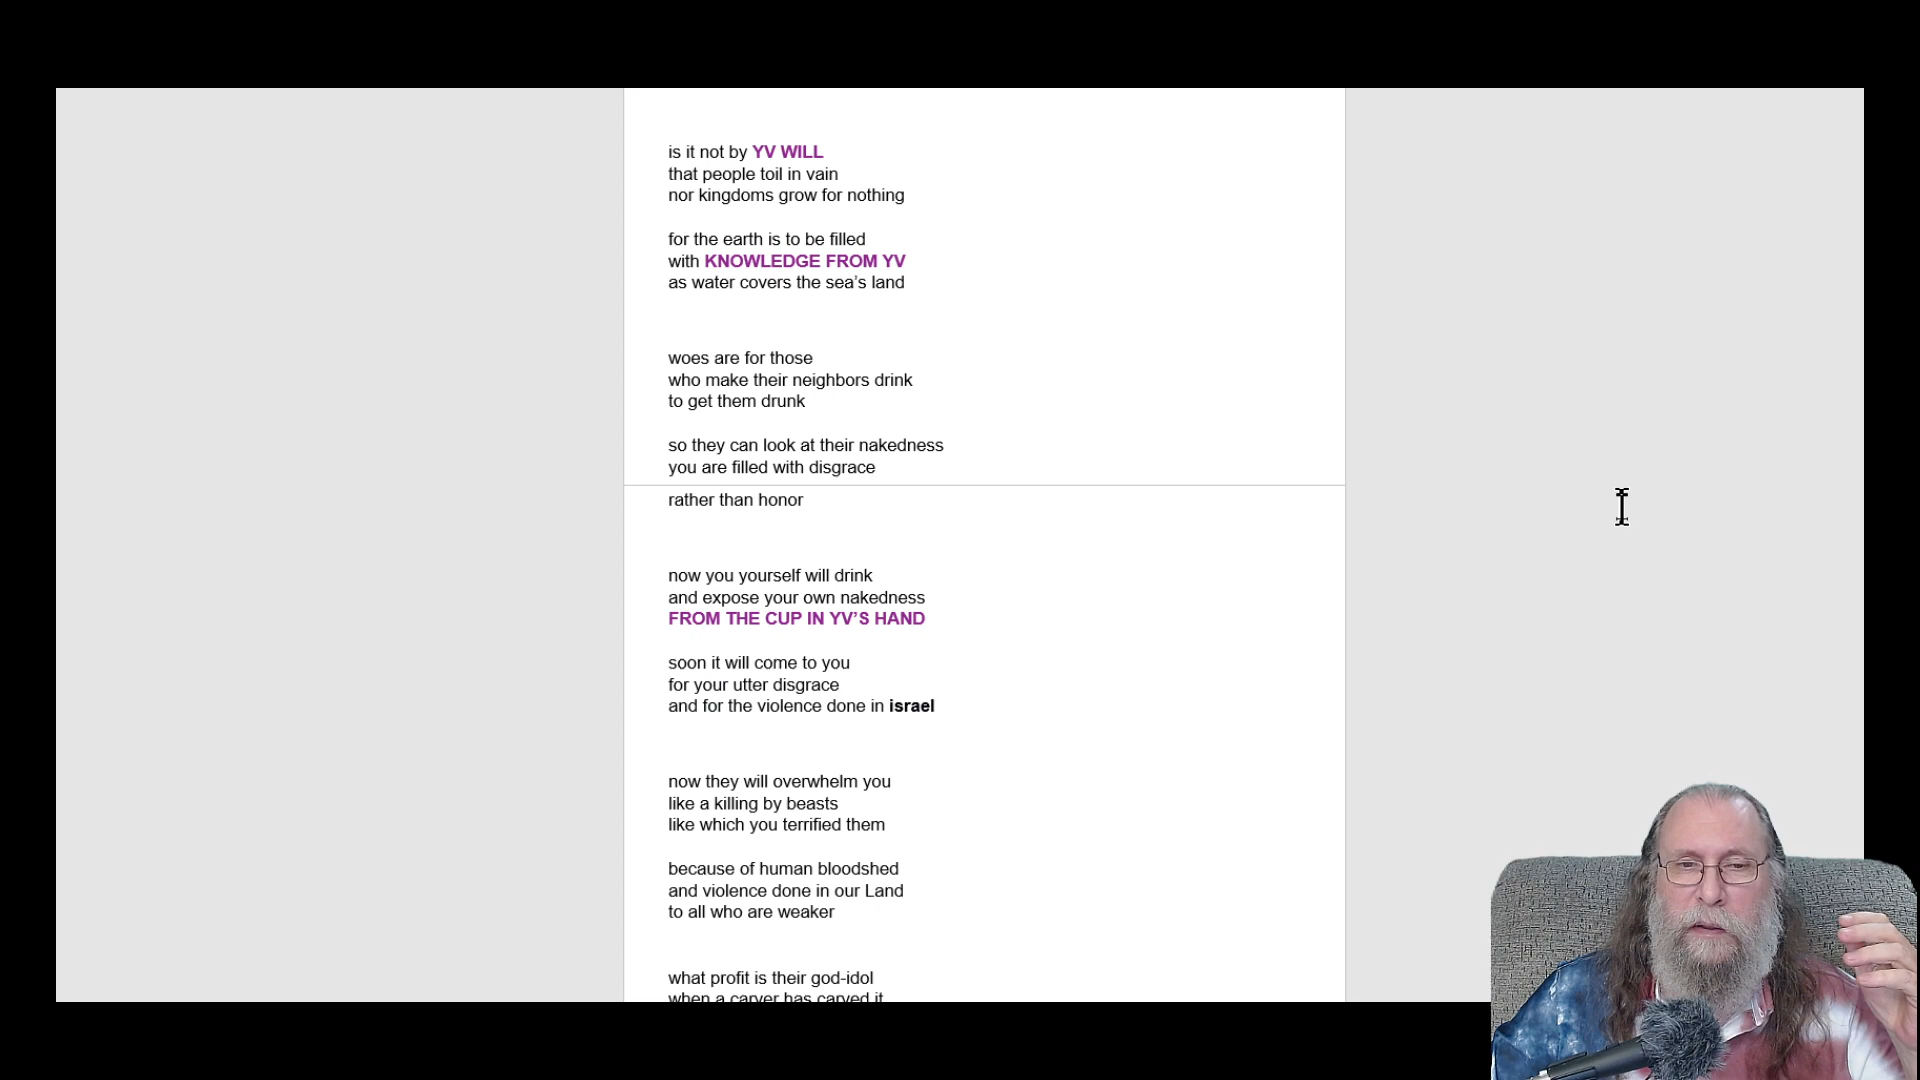 is it not by YV WILL
that people toil in vain
nor kingdoms grow for nothing
for the earth is to be filled
with KNOWLEDGE FROM YV
as water covers the sea’s land
woes are for those
who make their neighbors drink
to get them drunk
so they can look at their nakedness
you are filled with disgrace
rather than honor
now you yourself will drink
and expose your own nakedness
FROM THE CUP IN YV’S HAND
soon it will come to you
for your utter disgrace
and for the violence done in israel
now they will overwhelm you
like a killing by beasts
like which you terrified them
because of human bloodshed
and violence done in our Land
to all who are weaker
what profit is their god-idol
when a carver has carved it